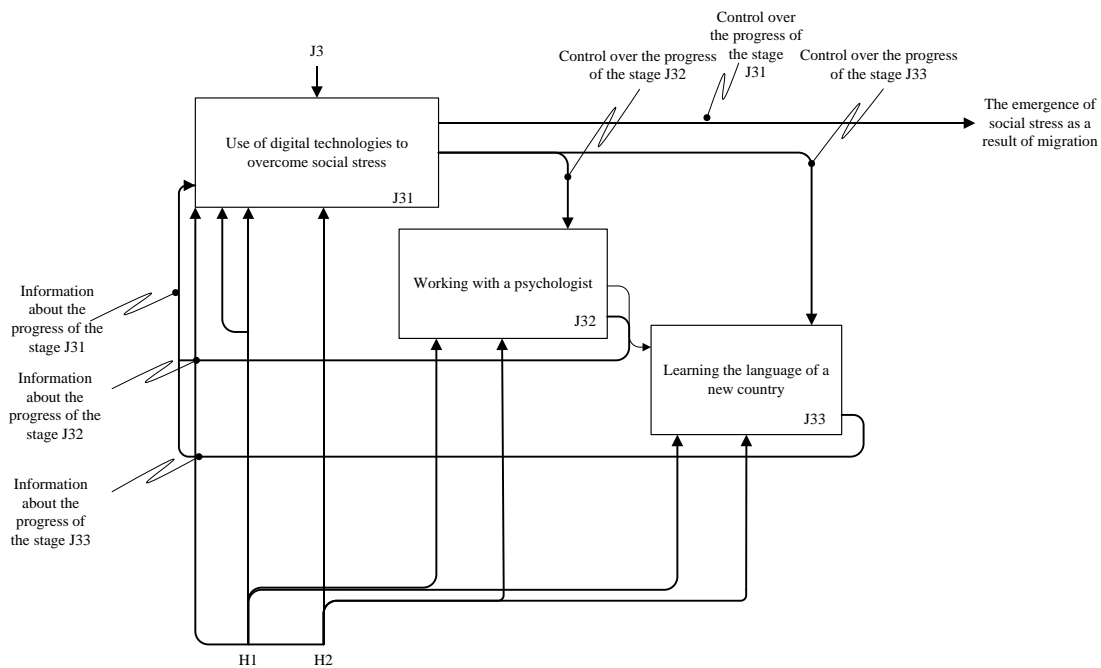 Control over
the progress of
the stage
J31
J3
Control over the progress
of the stage J32
Control over the progress
of the stage J33
The emergence of
social stress as a
result of migration
Use of digital technologies to
overcome social stress
J31
Working with a psychologist
J32
Information
about the
progress of the
stage J31
Learning the language of a
new country
J33
Information
about the
progress of the
stage J32
Information
about the
progress of
the stage J33
H1
H2